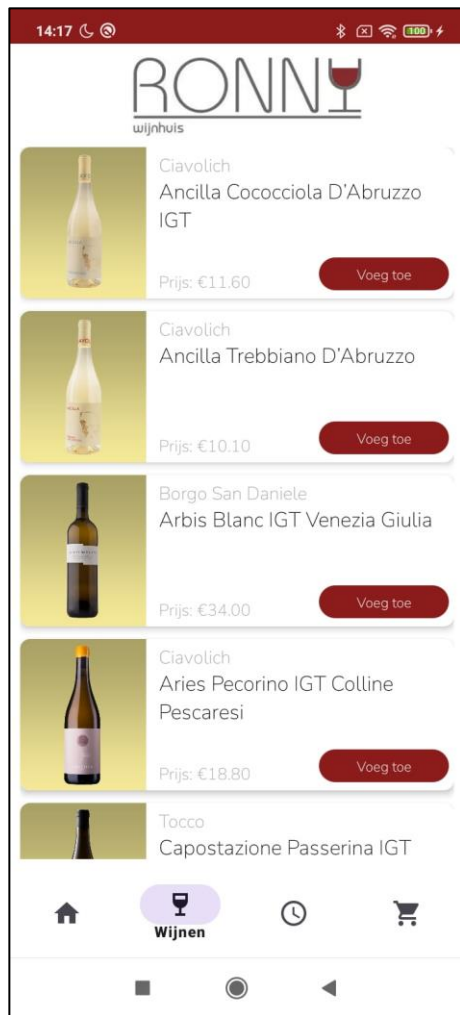 14:17
100
RONNY
wijnhuis
Ciavolich
Ancilla Cococciola D'Abruzzo
IGT
Prijs: €11.60
Voeg toe
Ciavolich
Ancilla Trebbiano D'Abruzzo
Prijs: €10.10
Voeg toe
Borgo San Daniele
Arbis Blanc IGT Venezia Giulia
Prijs: €34.00
Voeg toe
Ciavolich
Aries Pecorino IGT Colline
Pescaresi
Prijs: €18.80
Voeg toe
Tocco
Capostazione Passerina IGT
Wijnen